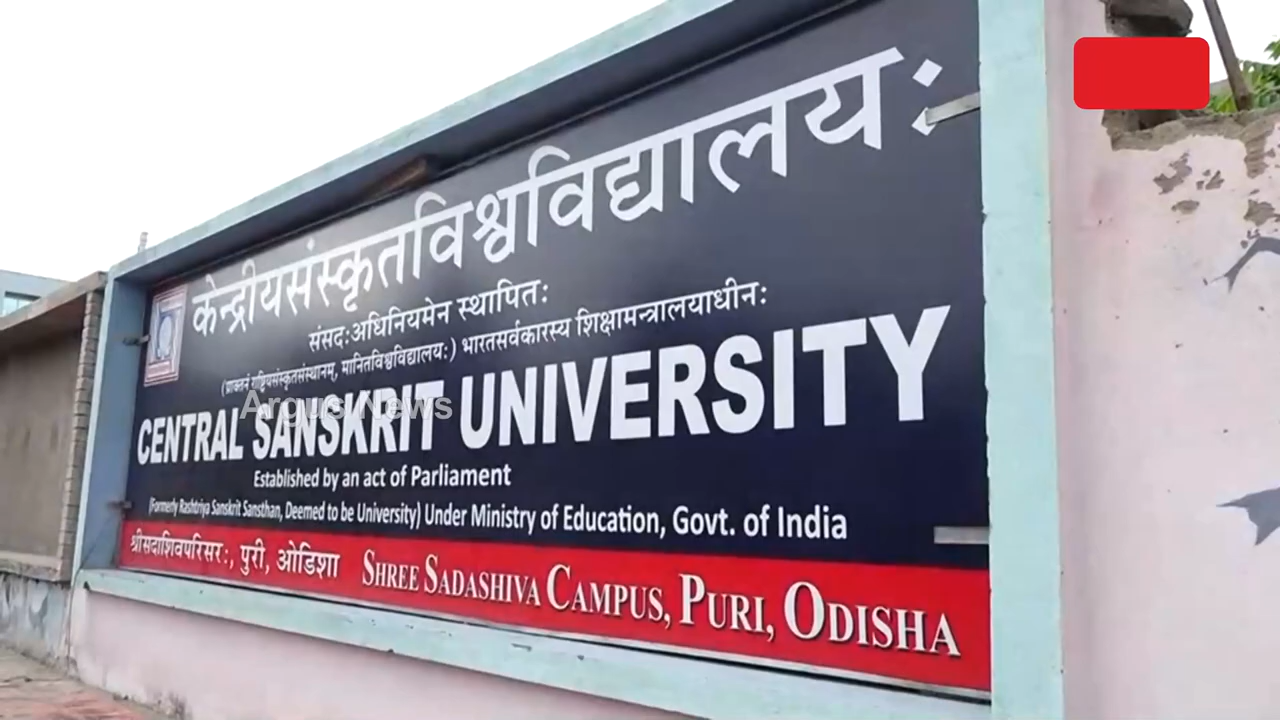 केन्द्रीयसंस्कृतविश्वविद्यालयः
संसदःअधिनियमेन स्थापितः
(प्राक्तनं राष्ट्रियसंस्कृतसंस्थानम्, मानितविश्वविद्यालयः) भारतसर्वकारस्य शिक्षामन्त्रालयाधीनः
CENTRAL SANSKRIT UNIVERSITY
Argus News
Established by an act of Parliament
(Formerly Rashtriya Sanskrit Sansthan, Deemed to be University) Under Ministry of Education, Govt. of India
श्रीसदाशिवपरिसरः, पुरी, ओडिशा SHREE SADASHIVA CAMPUS, PURI, ODISHA